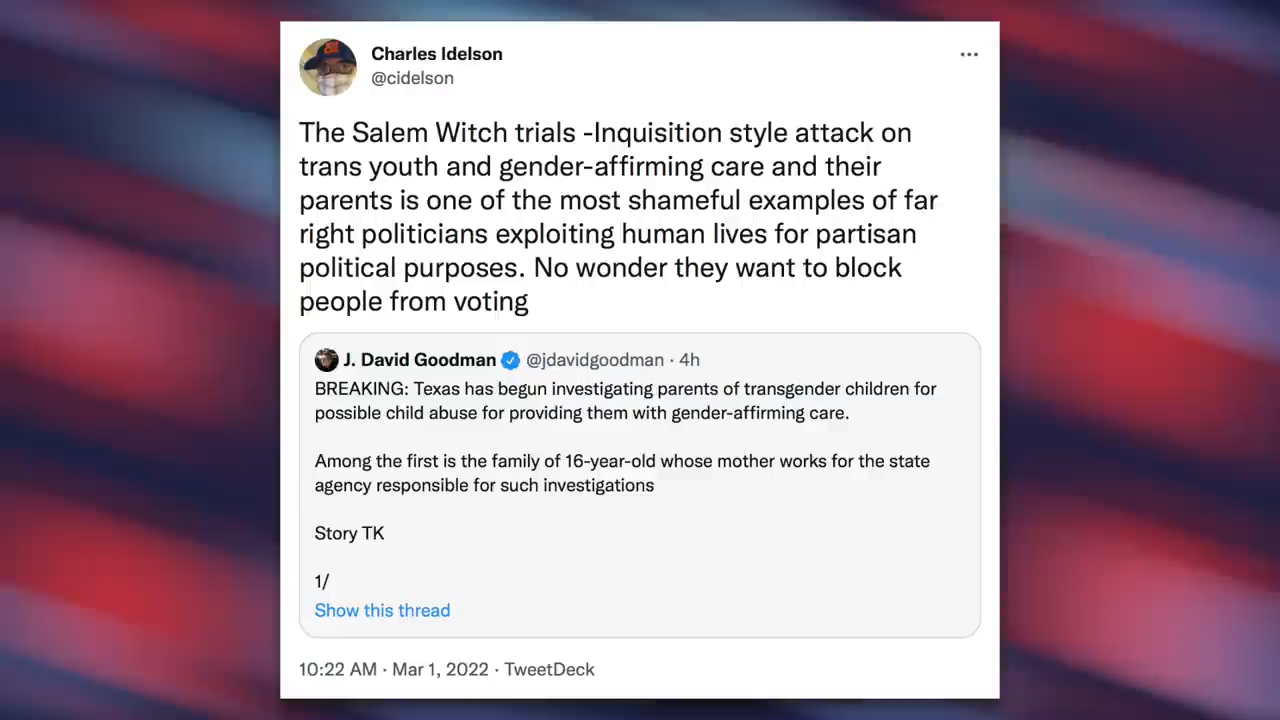 Charles Idelson
@cidelson
The Salem Witch trials -Inquisition style attack on
trans youth and gender-affirming care and their
parents is one of the most shameful examples of far
right politicians exploiting human lives for partisan
political purposes. No wonder they want to block
people from voting
J. David Goodman @jdavidgoodman · 4h
BREAKING: Texas has begun investigating parents of transgender children for
possible child abuse for providing them with gender-affirming care.
Among the first is the family of 16-year-old whose mother works for the state
agency responsible for such investigations
Story TK
1/
Show this thread
10:22 AM · Mar 1, 2022 · TweetDeck